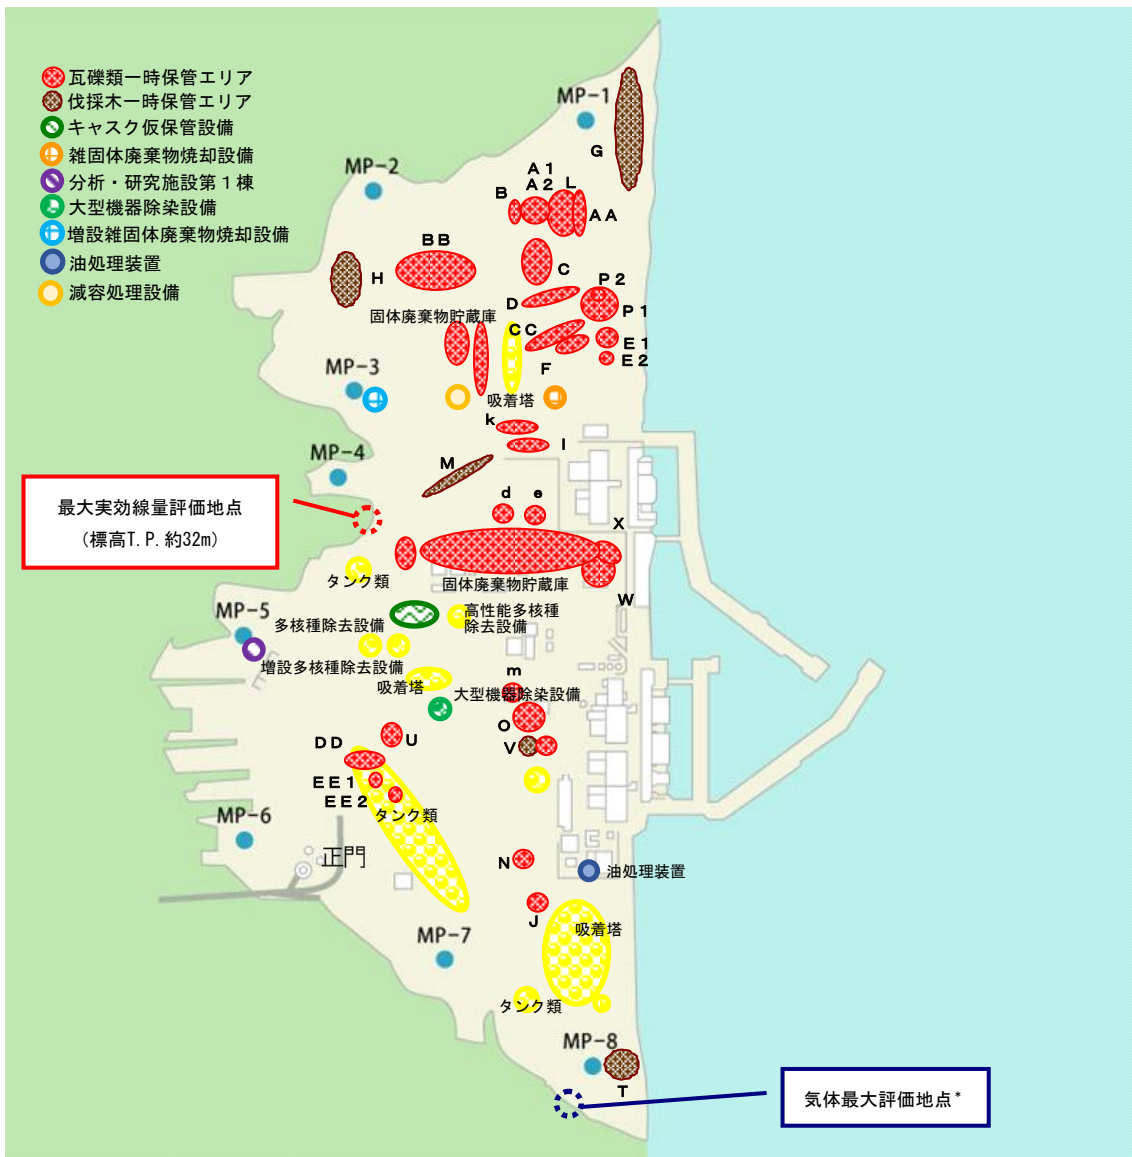 瓦礫類一時保管エリア
伐採木一時保管エリア
キャスク仮保管設備
雑固体廃棄物焼却設備
分析・研究施設第1棟
大型機器除染設備
増設雑固体廃棄物焼却設備
油処理装置
減容処理設備
MP-1
G
MP-2
A1
A2
L
B
AA
BB
H
C
P2
D
P1
固体廃棄物貯蔵庫
CC
E1
E2
F
MP-3
吸着塔
k
l
MP-4
M
最大実効線量評価地点
(標高T.P.約32m)
d
e
X
固体廃棄物貯蔵庫
タンク類
W
MP-5
高性能多核種
除去設備
多核種除去設備
増設多核種除去設備
m
吸着塔
大型機器除染設備
O
U
V
DD
EE1
EE2
タンク類
MP-6
正門
N
油処理装置
J
吸着塔
MP-7
タンク類
MP-8
T
気体最大評価地点*